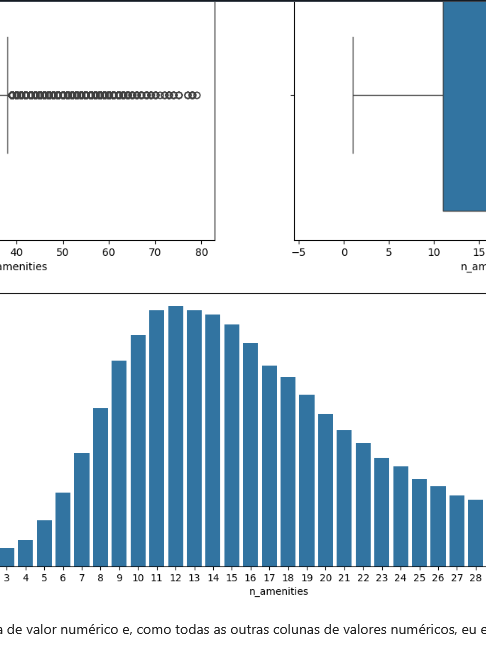 40 50 60 70 80
amenities
−5 0 5 10 15
n_am
3 4 5 6 7 8 9 10 11 12 13 14 15 16 17 18 19 20 21 22 23 24 25 26 27 28
n_amenities
a de valor numérico e, como todas as outras colunas de valores numéricos, eu e